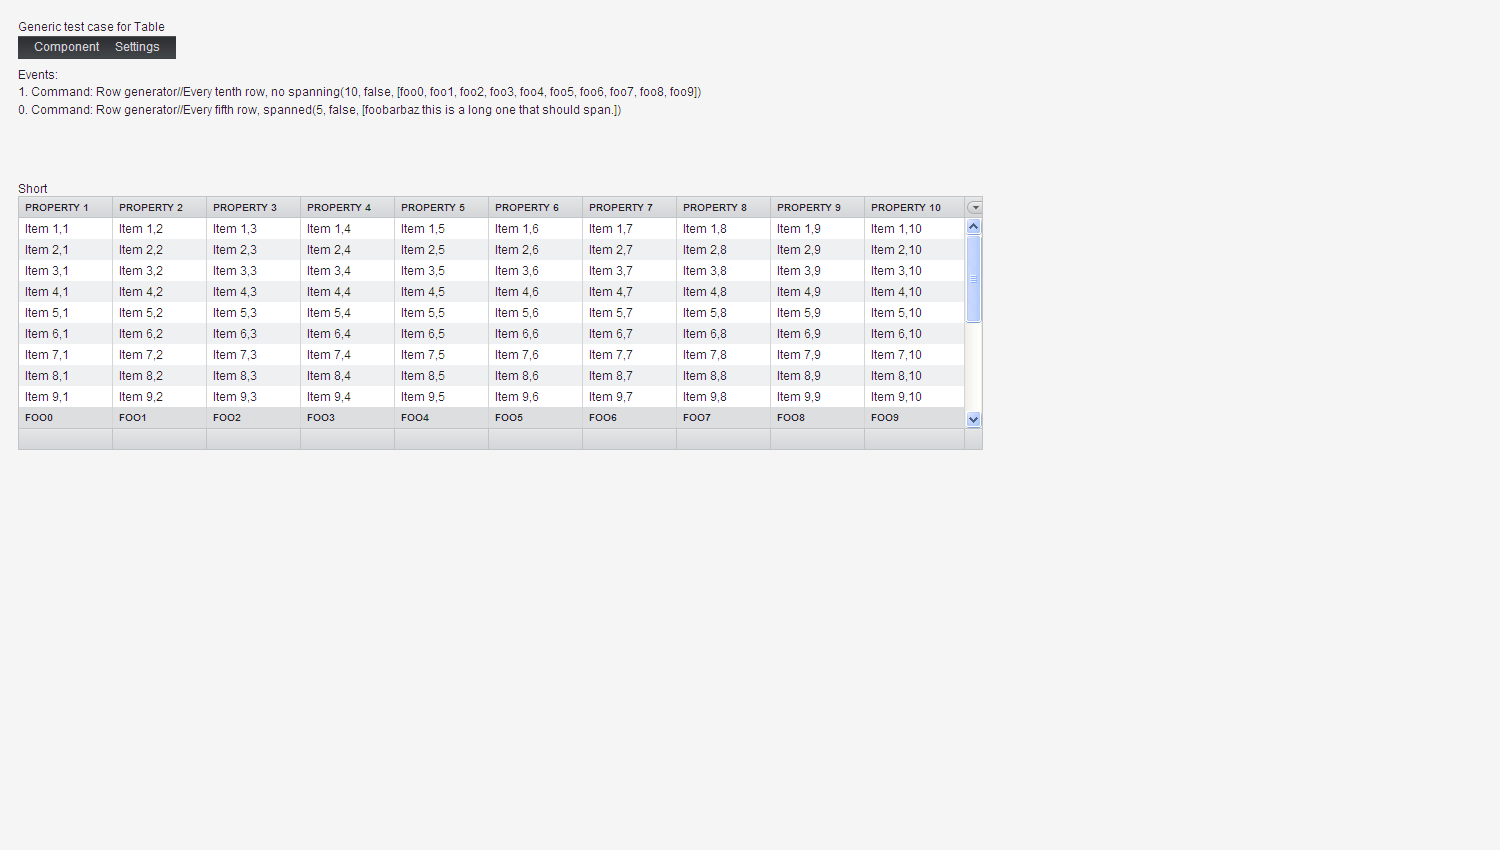 Generic test case for Table
Component Settings
Events:
1. Command: Row generator//Every tenth row, no spanning(10, false, [foo0, foo1, foo2, foo3, foo4, foo5, foo6, foo7, foo8, foo9])
0. Command: Row generator//Every fifth row, spanned(5, false, [foobarbaz this is a long one that should span.])
Short
PROPERTY 1 PROPERTY 2 PROPERTY 3 PROPERTY 4 PROPERTY 5 PROPERTY 6 PROPERTY 7 PROPERTY 8 PROPERTY 9 PROPERTY 10
Item 1,1 Item 1,2 Item 1,3 Item 1,4 Item 1,5 Item 1,6 Item 1,7 Item 1,8 Item 1,9 Item 1,10
Item 2,1 Item 2,2 Item 2,3 Item 2,4 Item 2,5 Item 2,6 Item 2,7 Item 2,8 Item 2,9 Item 2,10
Item 3,1 Item 3,2 Item 3,3 Item 3,4 Item 3,5 Item 3,6 Item 3,7 Item 3,8 Item 3,9 Item 3,10
Item 4,1 Item 4,2 Item 4,3 Item 4,4 Item 4,5 Item 4,6 Item 4,7 Item 4,8 Item 4,9 Item 4,10
Item 5,1 Item 5,2 Item 5,3 Item 5,4 Item 5,5 Item 5,6 Item 5,7 Item 5,8 Item 5,9 Item 5,10
Item 6,1 Item 6,2 Item 6,3 Item 6,4 Item 6,5 Item 6,6 Item 6,7 Item 6,8 Item 6,9 Item 6,10
Item 7,1 Item 7,2 Item 7,3 Item 7,4 Item 7,5 Item 7,6 Item 7,7 Item 7,8 Item 7,9 Item 7,10
Item 8,1 Item 8,2 Item 8,3 Item 8,4 Item 8,5 Item 8,6 Item 8,7 Item 8,8 Item 8,9 Item 8,10
Item 9,1 Item 9,2 Item 9,3 Item 9,4 Item 9,5 Item 9,6 Item 9,7 Item 9,8 Item 9,9 Item 9,10
FOO0 FOO1 FOO2 FOO3 FOO4 FOO5 FOO6 FOO7 FOO8 FOO9